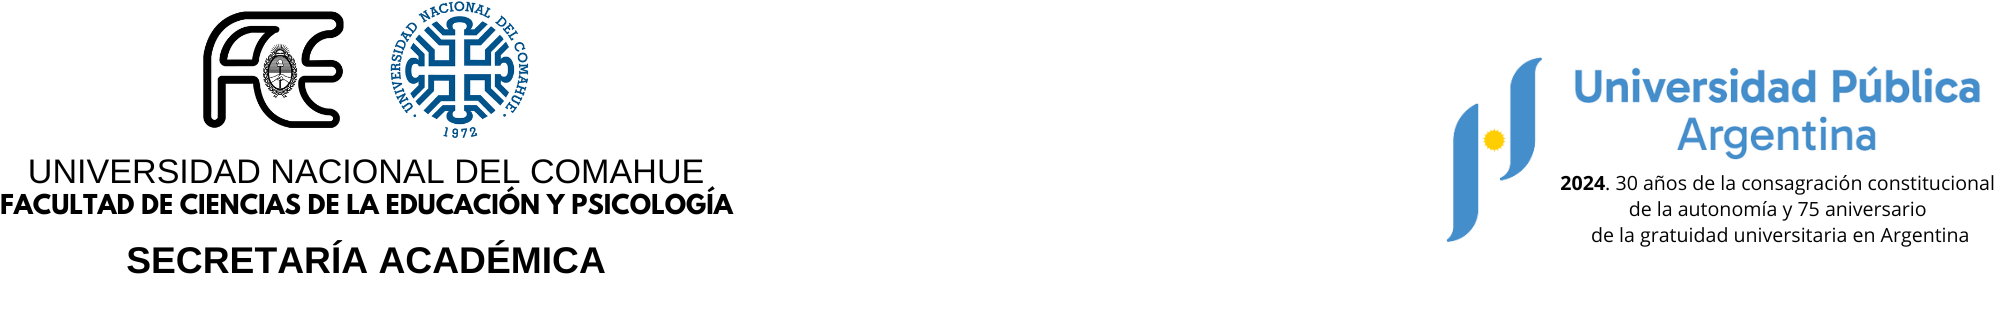 UNIVERSIDAD NACIONAL DEL COMAHUE
1972
UNIVERSIDAD NACIONAL DEL COMAHUE
FACULTAD DE CIENCIAS DE LA EDUCACIÓN Y PSICOLOGÍA
SECRETARÍA ACADÉMICA
Universidad Pública
Argentina
2024. 30 años de la consagración constitucional
de la autonomía y 75 aniversario
de la gratuidad universitaria en Argentina